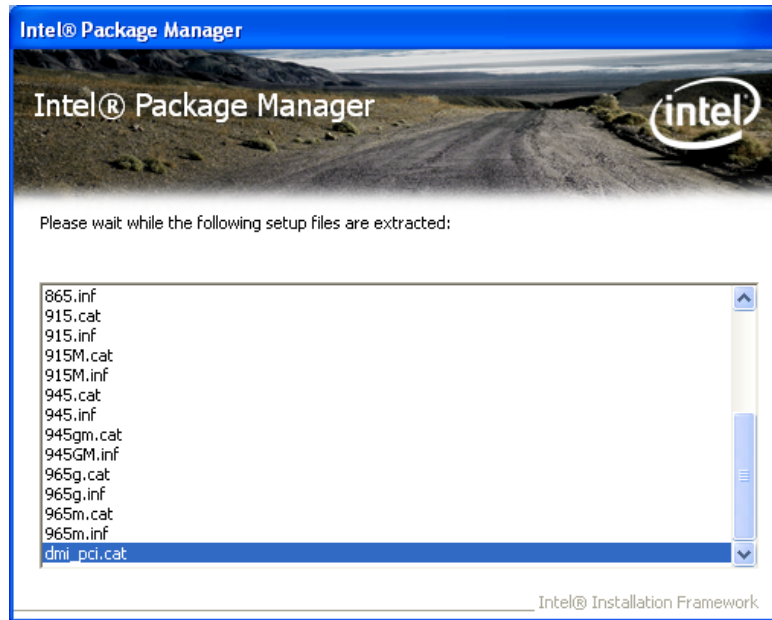 Intel® Package Manager
Intel® Package Manager
intel
Please wait while the following setup files are extracted:
865.inf
915.cat
915.inf
915M.cat
915M.inf
945.cat
945.inf
945gm.cat
945GM.inf
965g.cat
965g.inf
965m.cat
965m.inf
dmi_pci.cat
Intel® Installation Framework